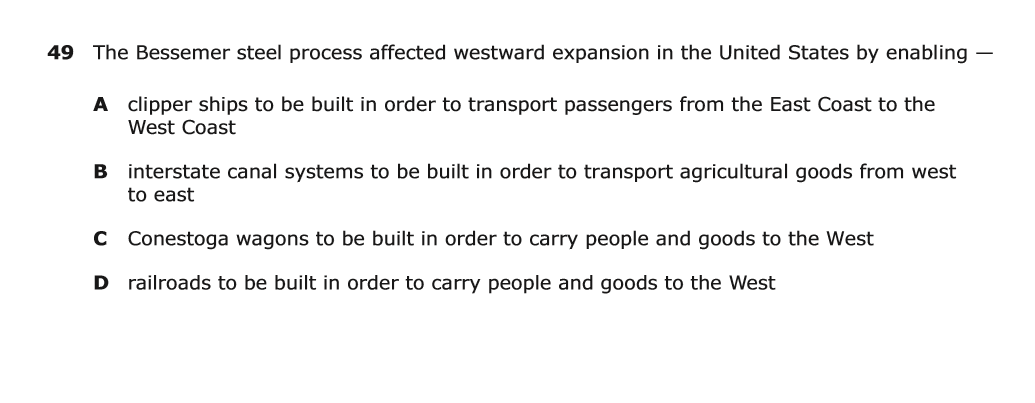 49 The Bessemer steel process affected westward expansion in the United States by enabling —
A clipper ships to be built in order to transport passengers from the East Coast to the
West Coast
B interstate canal systems to be built in order to transport agricultural goods from west
to east
C Conestoga wagons to be built in order to carry people and goods to the West
D railroads to be built in order to carry people and goods to the West